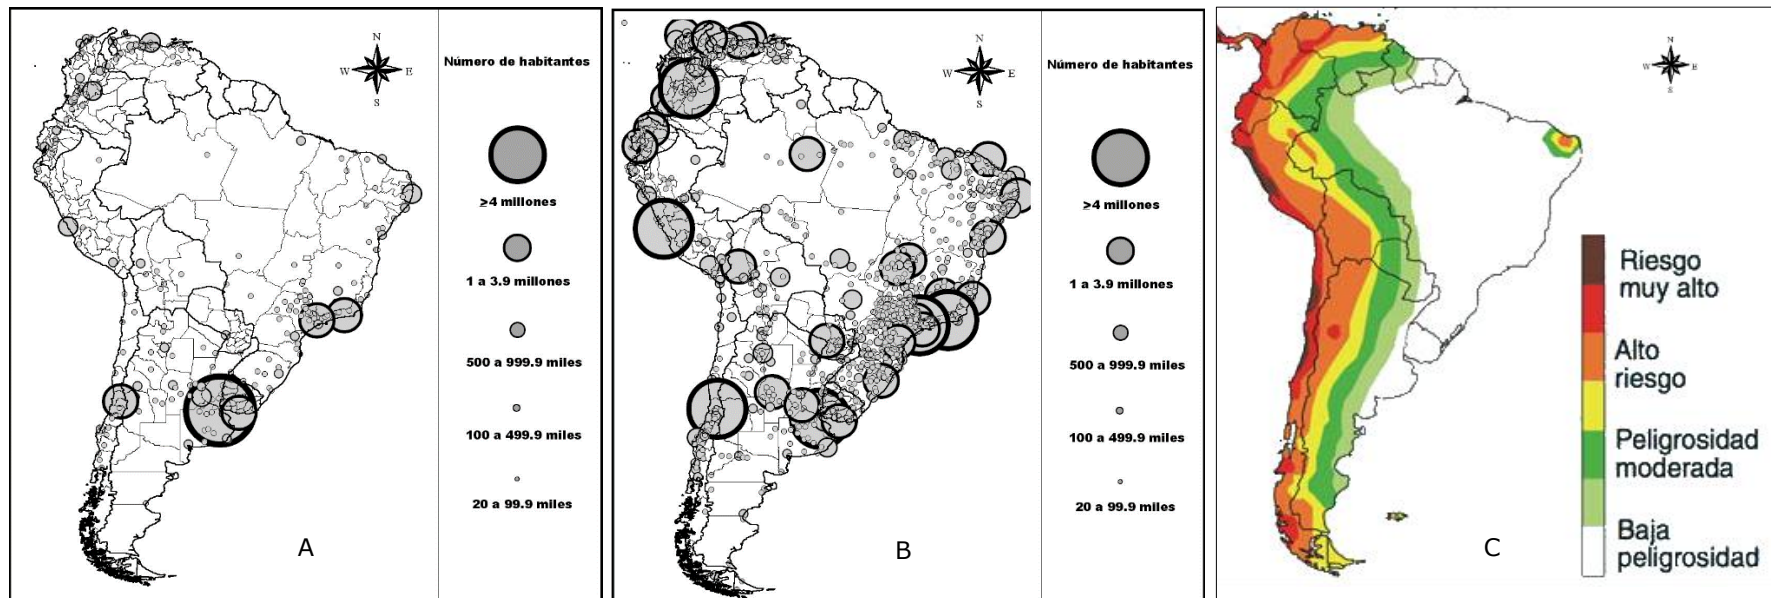 N
W
E
S
Número de habitantes
≥4 millones
1 a 3.9 millones
500 a 999.9 miles
100 a 499.9 miles
20 a 99.9 miles
A
N
W
E
S
Número de habitantes
≥4 millones
1 a 3.9 millones
500 a 999.9 miles
100 a 499.9 miles
20 a 99.9 miles
B
N
W
E
S
Riesgo
muy alto
Alto
riesgo
Peligrosidad
moderada
Baja
peligrosidad
C